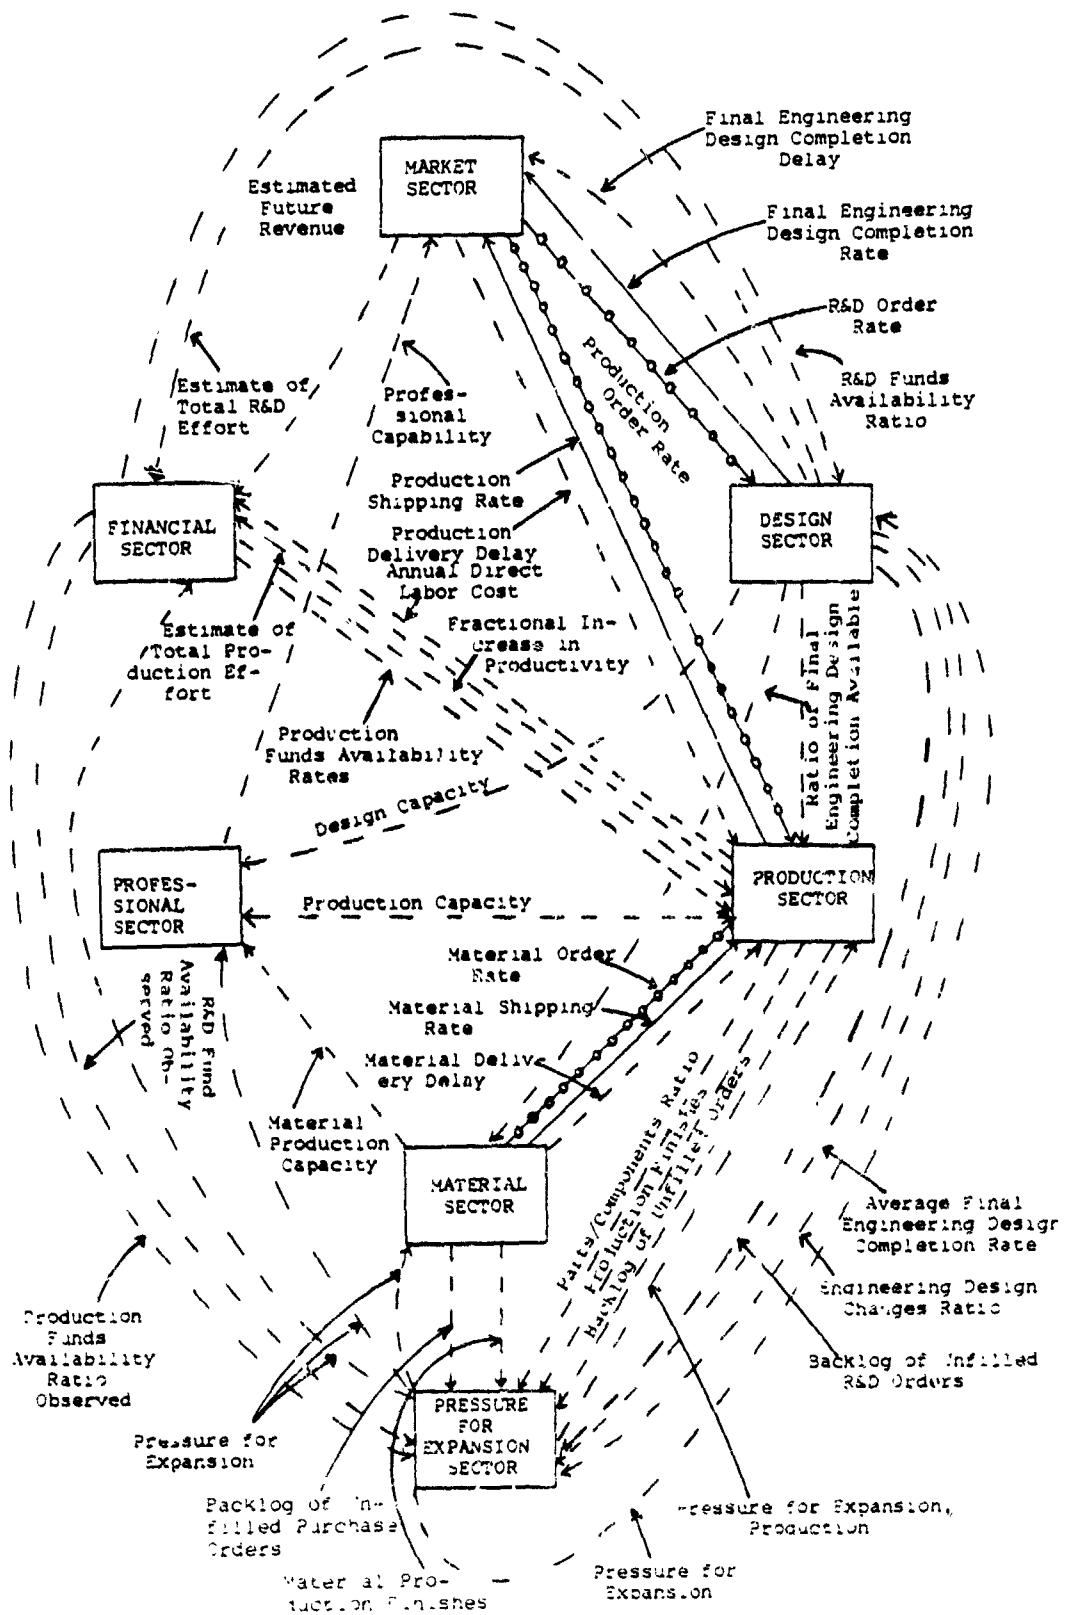 Final Engineering
Design Completion
Delay
MARKET
SECTOR
Estimated
Future
Revenue
Final Engineering
Design Completion
Rate
R&D Order
Rate
Production
Order Rate
R&D Funds
Availability
Ratio
Estimate of
Total R&D
Effort
Profes-
sional
Capability
Production
Shipping Rate
Production
Delivery Delay
Annual Direct
Labor Cost
FINANCIAL
SECTOR
DESIGN
SECTOR
Estimate of
Total Pro-
duction Ef-
fort
Fractional In-
crease in
Productivity
Ratio of Final
Engineering Design
Completion Available
Production
Funds Availability
Rates
Design Capacity
PROFES-
SIONAL
SECTOR
PRODUCTION
SECTOR
Production Capacity
Material Order
Rate
Material Shipping
Rate
Material Delive-
ery Delay
R&D Fund
Availability
Ratio Ob-
served
Material
Production
Capacity
MATERIAL
SECTOR
Parts/Components Ratio
Production Finishes
Backlog of Unfilled Orders
Average Final
Engineering Design
Completion Rate
Engineering Design
Changes Ratio
Backlog of Unfilled
R&D Orders
Production
Funds
Availability
Ratio
Observed
Pressure for
Expansion
PRESSURE
FOR
EXPANSION
SECTOR
Backlog of Un-
filled Purchase
Orders
Material Pro-
duction Finishes
Pressure for Expansion,
Production
Pressure for
Expansion